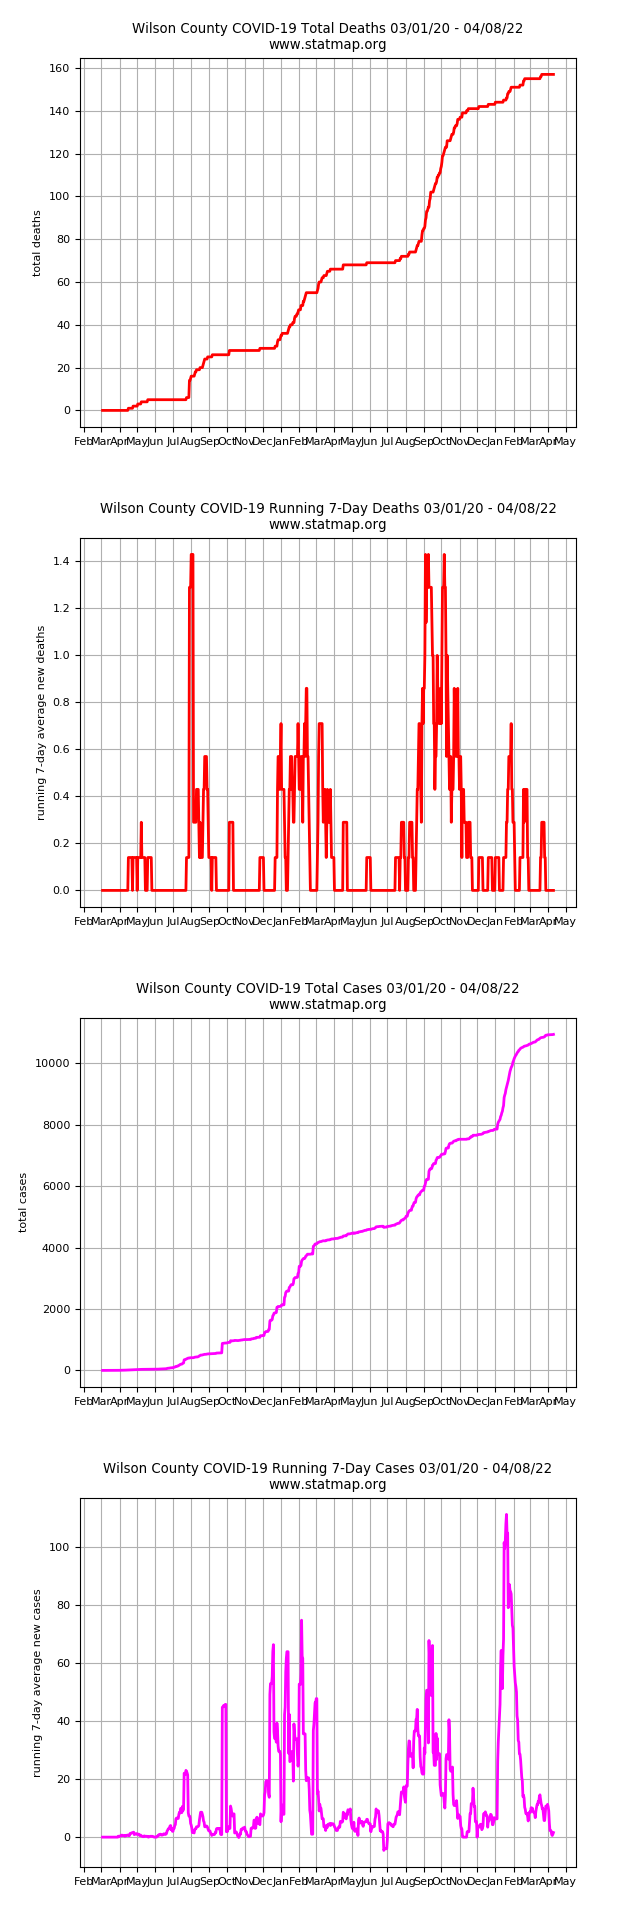 Wilson County COVID-19 Total Deaths 03/01/20 - 04/08/22
www.statmap.org
160
140
120
100
80
60
40
20
0
total deaths
Feb Mar Apr May Jun Jul Aug Sep Oct Nov Dec Jan Feb Mar Apr May Jun Jul Aug Sep Oct Nov Dec Jan Feb Mar Apr May
Wilson County COVID-19 Running 7-Day Deaths 03/01/20 - 04/08/22
www.statmap.org
1.4
1.2
1.0
0.8
0.6
0.4
0.2
0.0
running 7-day average new deaths
Feb Mar Apr May Jun Jul Aug Sep Oct Nov Dec Jan Feb Mar Apr May Jun Jul Aug Sep Oct Nov Dec Jan Feb Mar Apr May
Wilson County COVID-19 Total Cases 03/01/20 - 04/08/22
www.statmap.org
10000
8000
6000
4000
2000
0
total cases
Feb Mar Apr May Jun Jul Aug Sep Oct Nov Dec Jan Feb Mar Apr May Jun Jul Aug Sep Oct Nov Dec Jan Feb Mar Apr May
Wilson County COVID-19 Running 7-Day Cases 03/01/20 - 04/08/22
www.statmap.org
100
80
60
40
20
0
running 7-day average new cases
Feb Mar Apr May Jun Jul Aug Sep Oct Nov Dec Jan Feb Mar Apr May Jun Jul Aug Sep Oct Nov Dec Jan Feb Mar Apr May